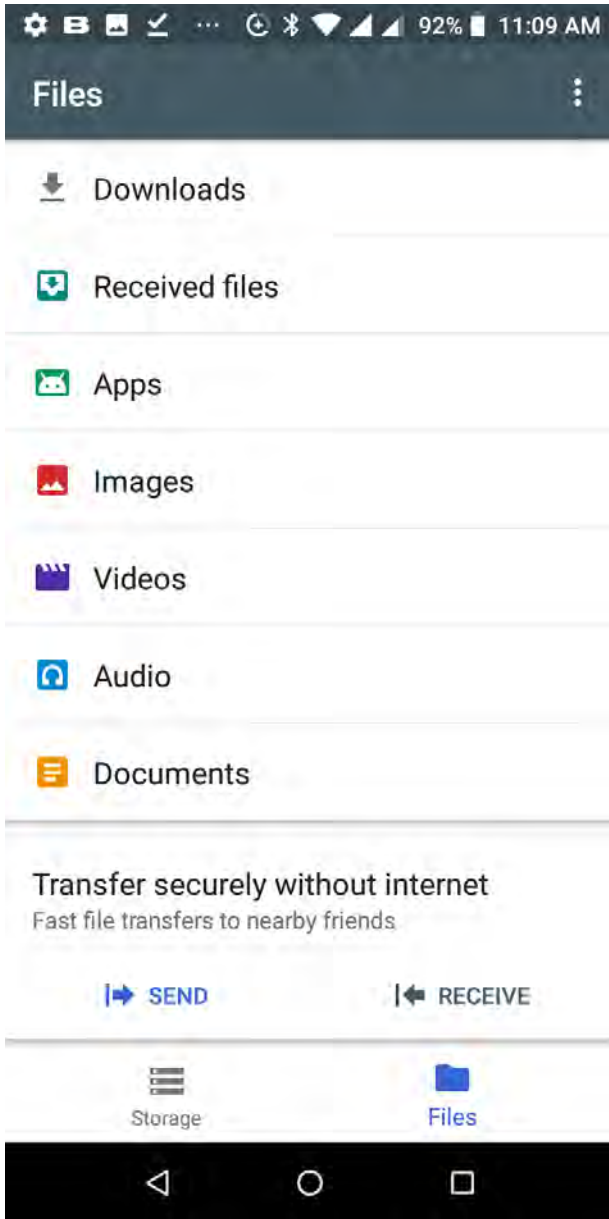 92% 11:09 AM
Files
Downloads
Received files
Apps
Images
Videos
Audio
Documents
Transfer securely without internet
Fast file transfers to nearby friends
SEND RECEIVE
Storage Files